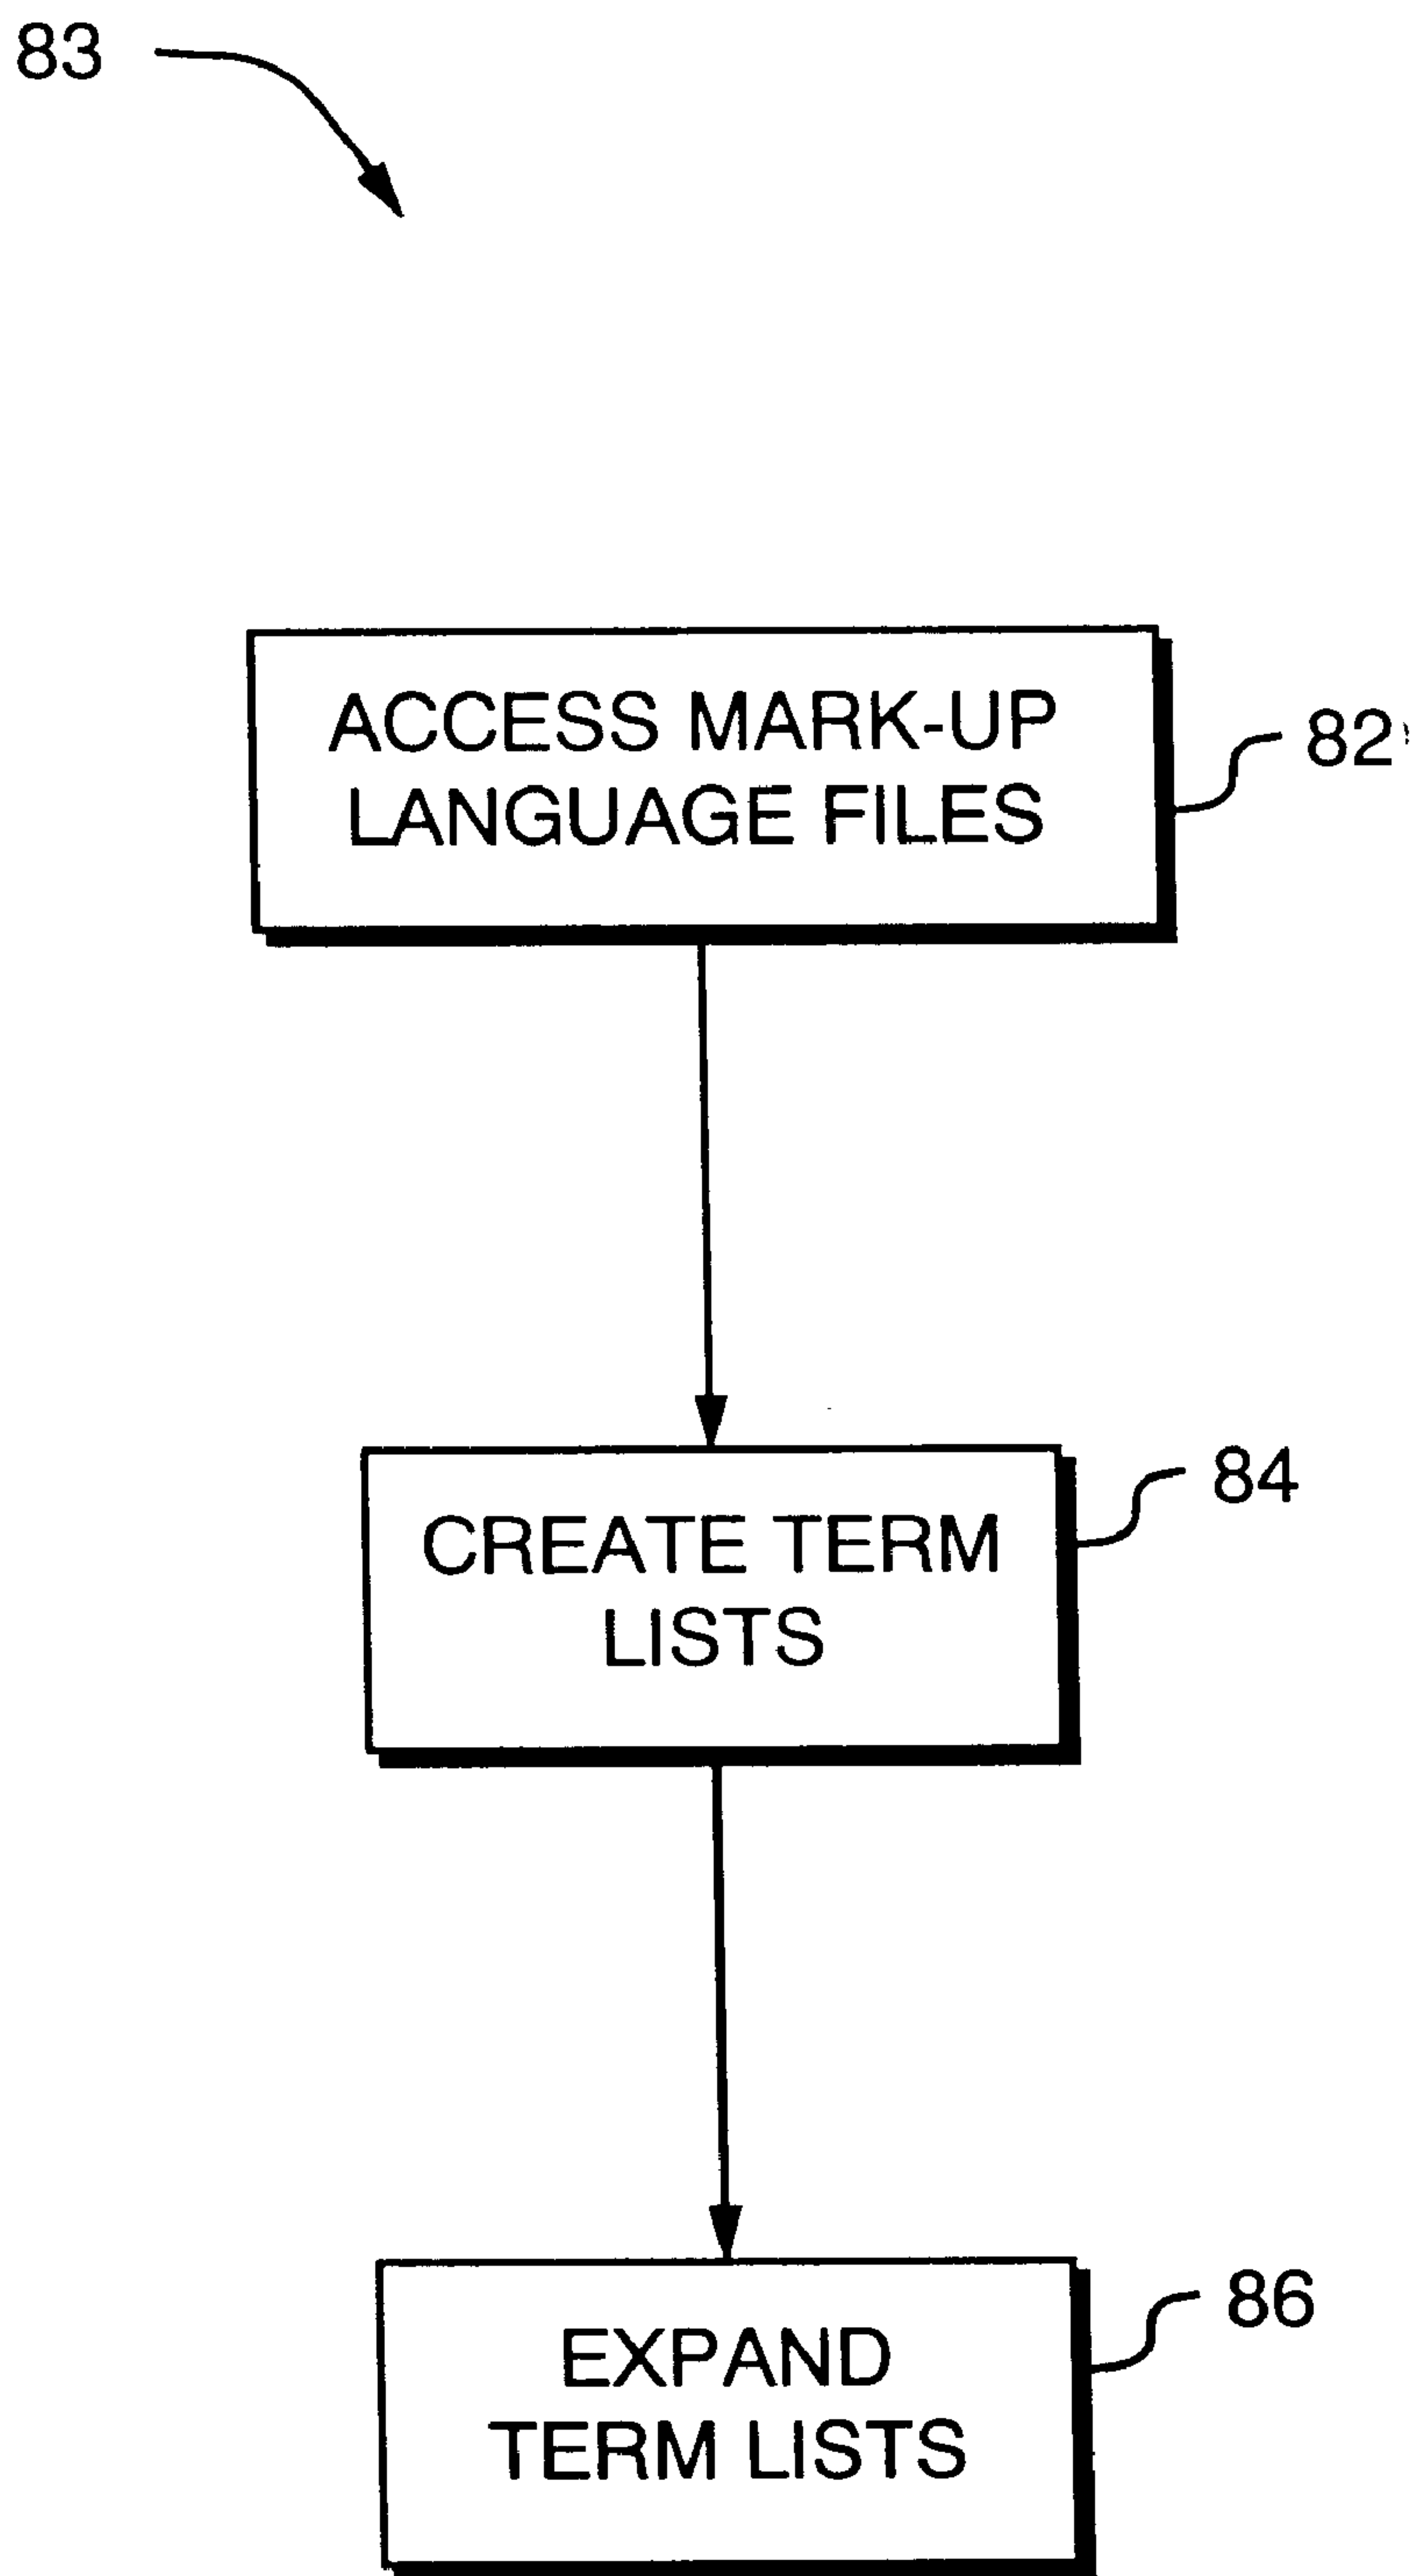 83
ACCESS MARK-UP
LANGUAGE FILES
82
CREATE TERM
LISTS
84
EXPAND
TERM LISTS
86